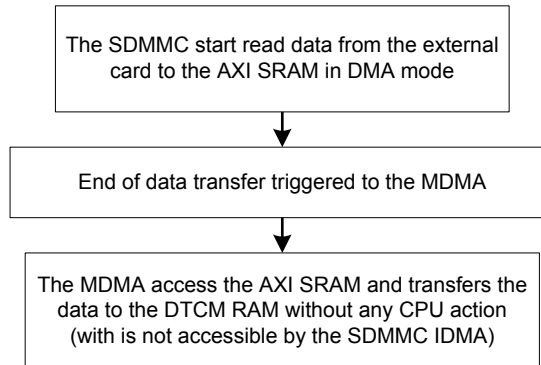 The SDMMC start read data from the external
card to the AXI SRAM in DMA mode
End of data transfer triggered to the MDMA
The MDMA access the AXI SRAM and transfers the
data to the DTCM RAM without any CPU action
(with is not accessible by the SDMMC IDMA)